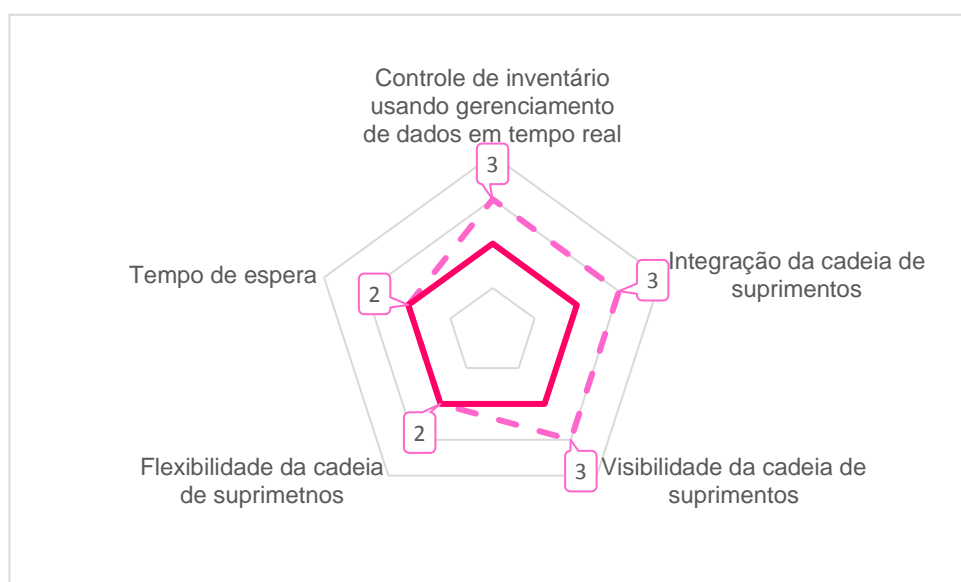 Controle de inventário
usando gerenciamento
de dados em tempo real
3
Integração da cadeia de
suprimentos
3
Tempo de espera
2
2
Flexibilidade da cadeia
de suprimetnos
3
Visibilidade da cadeia de
suprimentos